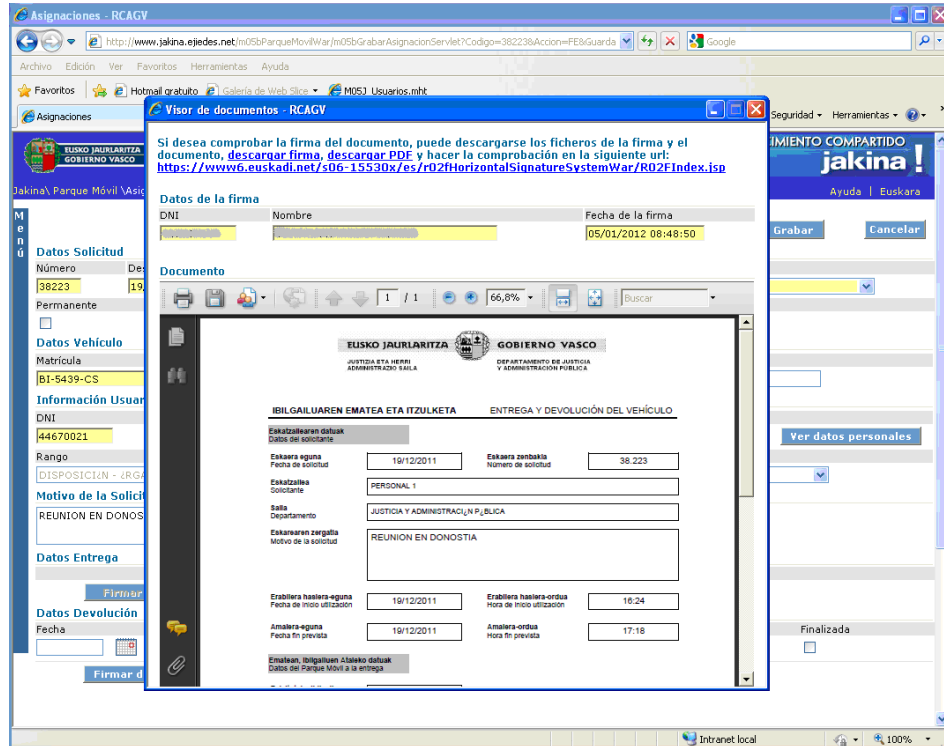 Asignaciones - RCAGV
http://www.jakina.ejiedes.net/m05bParqueMovilWar/m05bGrabarAsignacionServlet?Codigo=38223&Accion=FE&Guarda
Google
Archivo Edición Ver Favoritos Herramientas Ayuda
Favoritos Hotmail gratuito Galería de Web Slice M05J_Usuarios.mht
Asignaciones
Seguridad Herramientas
EUSKO JAURLARITZA
GOBIERNO VASCO
IMIENTO COMPARTIDO
jakina!
Jakina\ Parque Móvil \Asig
Ayuda | Euskara
Menú
Grabar Cancelar
Datos Solicitud
Número Des
38223 19/
Permanente
Datos Vehículo
Matrícula
BI-5439-CS
Información Usuar
DNI
44670021
Ver datos personales
Rango
DISPOSICI¿N - ¿RGA
Motivo de la Solicit
REUNION EN DONOS
Datos Entrega
Firmar
Datos Devolución
Fecha
Finalizada
Firmar d
Visor de documentos - RCAGV
Si desea comprobar la firma del documento, puede descargarse los ficheros de la firma y el
documento, descargar firma, descargar PDF y hacer la comprobación en la siguiente url:
https://www6.euskadi.net/s06-15530x/es/r02fHorizontalSignatureSystemWar/R02FIndex.jsp
Datos de la firma
DNI Nombre Fecha de la firma
05/01/2012 08:48:50
Documento
1 / 1 66,8% Buscar
EUSKO JAURLARITZA GOBIERNO VASCO
JUSTIZIA ETA HERRI
ADMINISTRAZIO SAILA
DEPARTAMENTO DE JUSTICIA
Y ADMINISTRACIÓN PÚBLICA
IBILGAILUAREN EMATEA ETA ITZULKETA ENTREGA Y DEVOLUCIÓN DEL VEHÍCULO
Eskatzailearen datuak
Datos del solicitante
Eskaera eguna
Fecha de solicitud
19/12/2011
Eskaera zenbakia
Número de solicitud
38.223
Eskatzailea
Solicitante
PERSONAL 1
Saila
Departamento
JUSTICIA Y ADMINISTRACI¿N P¿BLICA
Eskarearen zergatia
Motivo de la solicitud
REUNION EN DONOSTIA
Erabilera hasiera-eguna
Fecha de inicio utilización
19/12/2011
Erabilera hasiera-ordua
Hora de inicio utilización
16:24
Amaiera-eguna
Fecha fin prevista
19/12/2011
Amaiera-ordua
Hora fin prevista
17:18
Ematean, Ibilgailuen Ataleko datuak
Datos del Parque Móvil a la entrega
Intranet local
100%